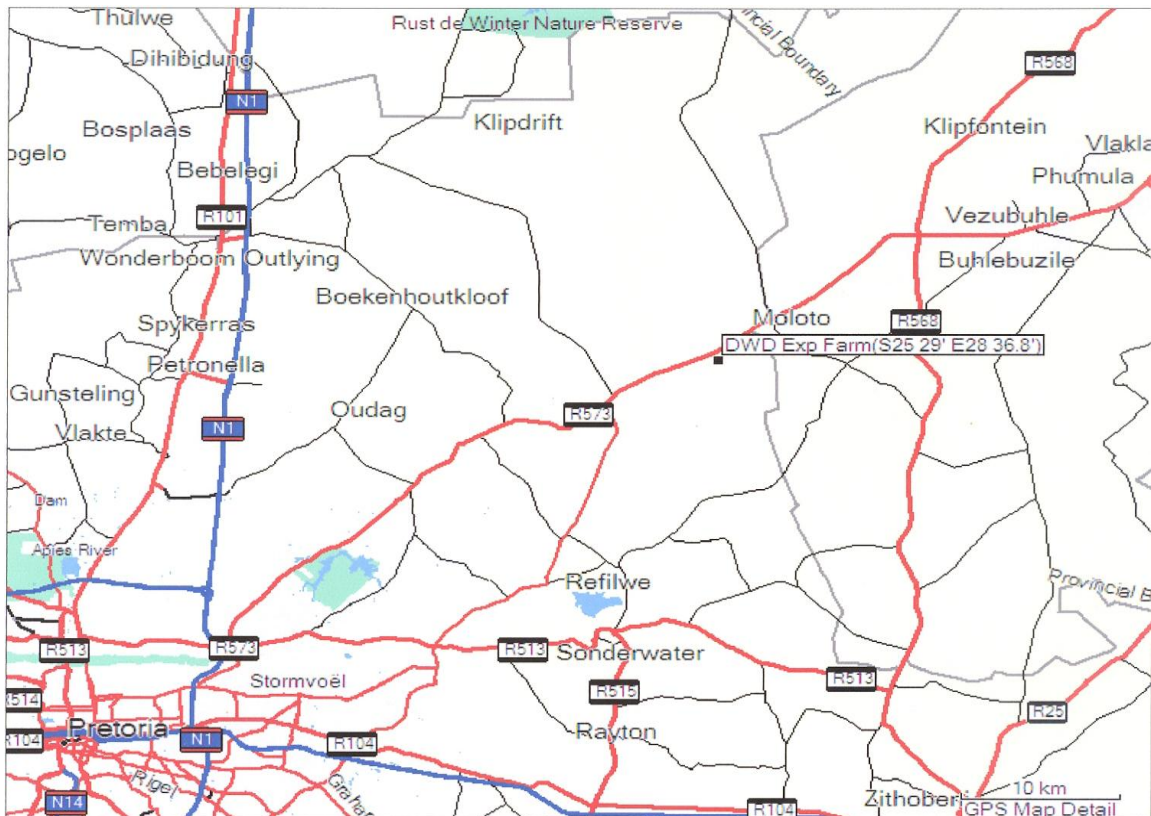 Thulwe
Rust de Winter Nature Reserve
Provincial Boundary
Dihibidung
R568
N1
Bosplaas
Klipdrift
Klipfontein
ogelo
Vlakla
Bebelegi
Phumula
Temba
R101
Vezubuhle
Wonderboom Outlying
Buhlebuzile
Boekenhoutkloof
Spykerras
Moloto
R568
DWD Exp Farm(S25 29' E28 36.8')
Petronella
Gunsteling
Oudag
R573
Vlakte
N1
Dam
Apies River
Refilwe
Provincial B
R513
R573
R513
Sonderwater
Stormvoël
R513
R514
R515
R25
Pretoria
Rayton
R104
N1
R104
Rigel
Graha
10 km
N14
R104
Zithobeni
GPS Map Detail